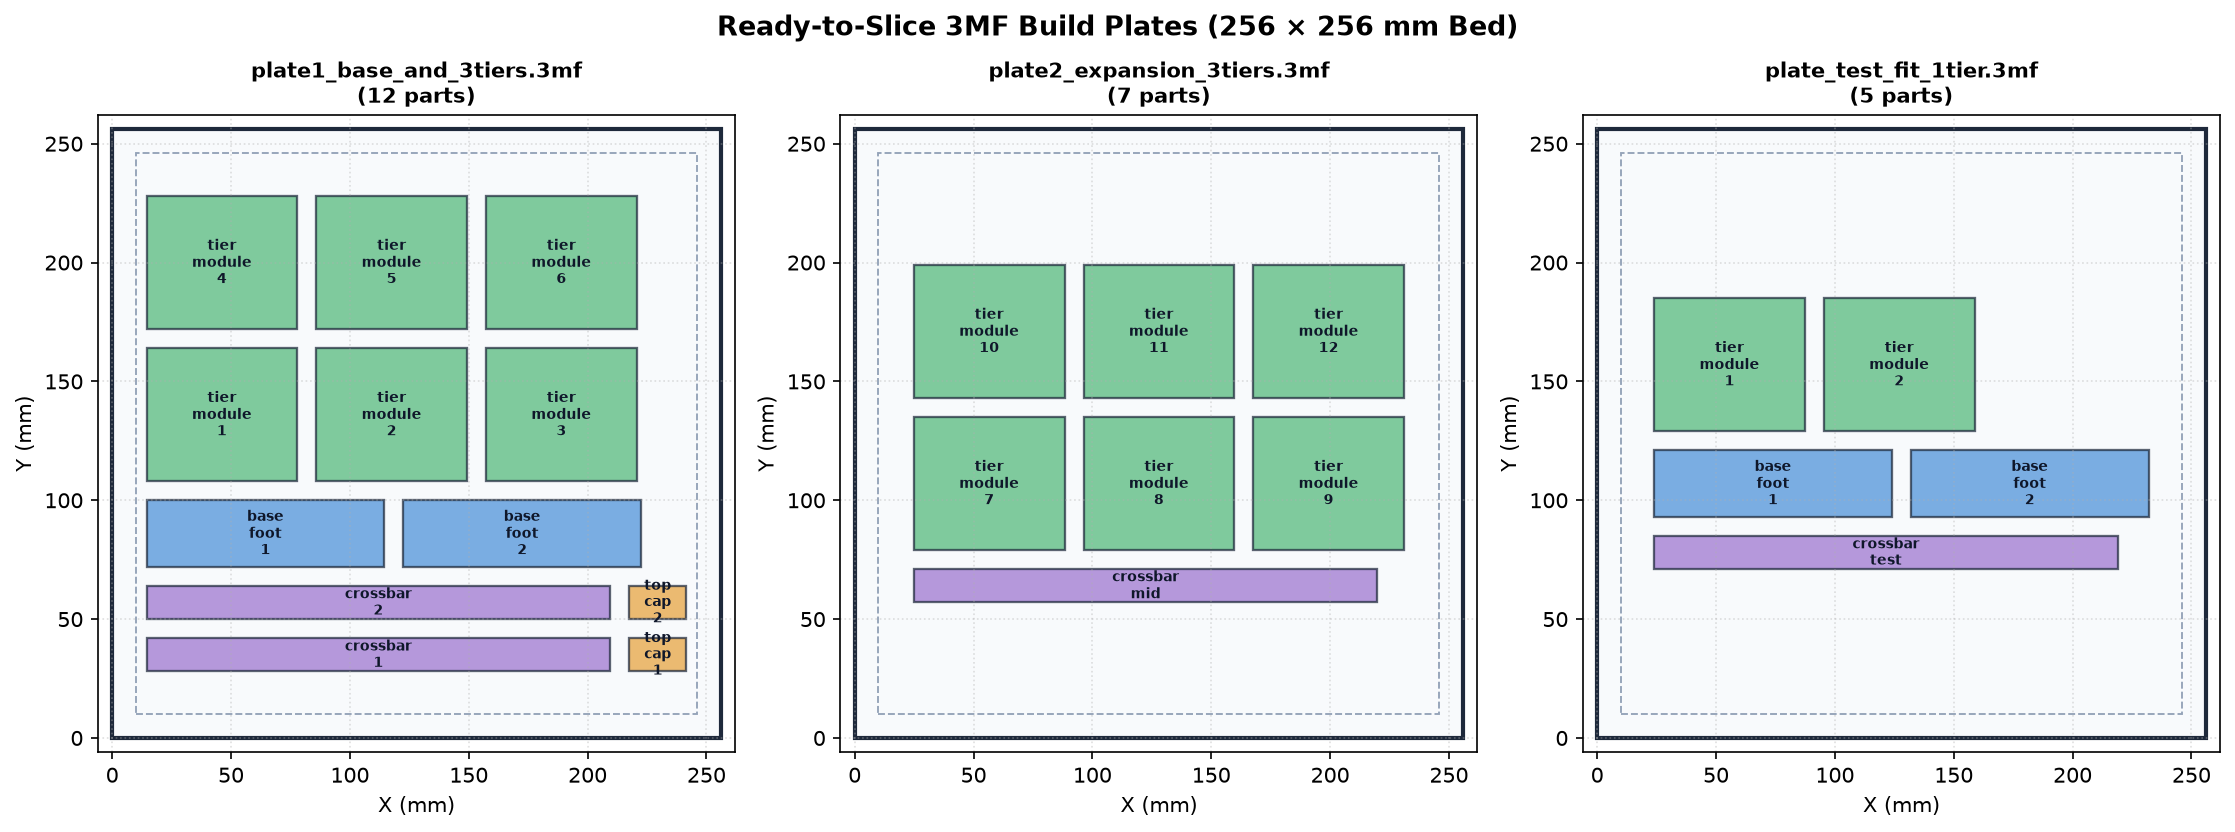 Ready-to-Slice 3MF Build Plates (256 × 256 mm Bed)
plate1_base_and_3tiers.3mf
(12 parts)
250
200
150
100
50
0
Y (mm)
tier
module
4
tier
module
5
tier
module
6
tier
module
1
tier
module
2
tier
module
3
base
foot
1
base
foot
2
crossbar
2
top
cap
2
crossbar
1
top
cap
1
0
50
100
150
200
250
X (mm)
plate2_expansion_3tiers.3mf
(7 parts)
250
200
150
100
50
0
Y (mm)
tier
module
10
tier
module
11
tier
module
12
tier
module
7
tier
module
8
tier
module
9
crossbar
mid
0
50
100
150
200
250
X (mm)
plate_test_fit_1tier.3mf
(5 parts)
250
200
150
100
50
0
Y (mm)
tier
module
1
tier
module
2
base
foot
1
base
foot
2
crossbar
test
0
50
100
150
200
250
X (mm)